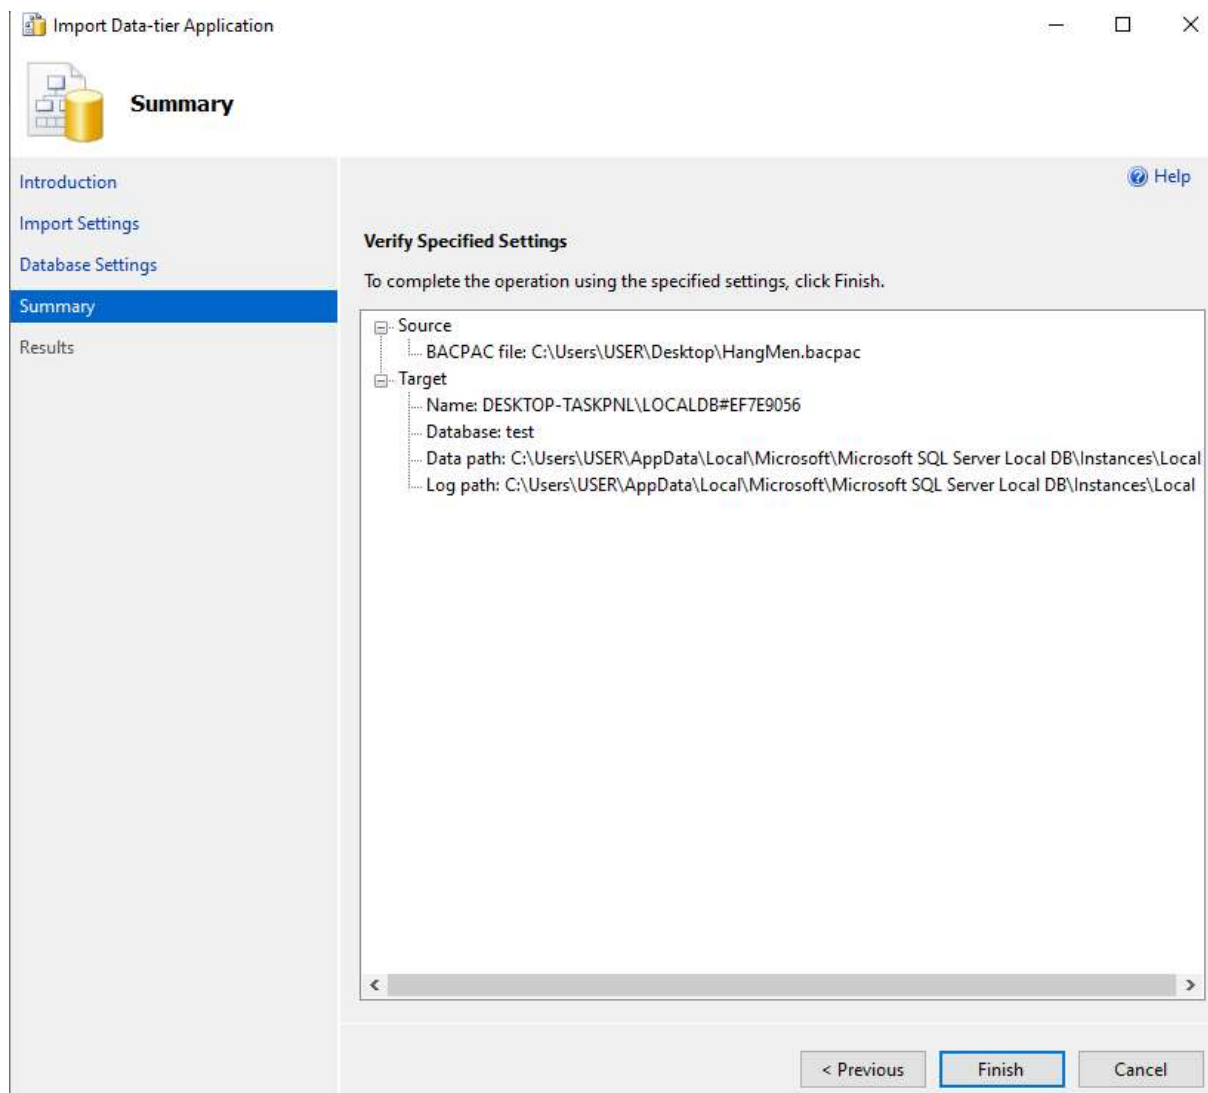 Import Data-tier Application
Summary
Introduction
Import Settings
Database Settings
Summary
Results
Help
Verify Specified Settings
To complete the operation using the specified settings, click Finish.
Source
BACPAC file: C:\Users\USER\Desktop\HangMen.bacpac
Target
Name: DESKTOP-TASKPNL\LOCALDB#EF7E9056
Database: test
Data path: C:\Users\USER\AppData\Local\Microsoft\Microsoft SQL Server Local DB\Instances\Local
Log path: C:\Users\USER\AppData\Local\Microsoft\Microsoft SQL Server Local DB\Instances\Local
< Previous
Finish
Cancel